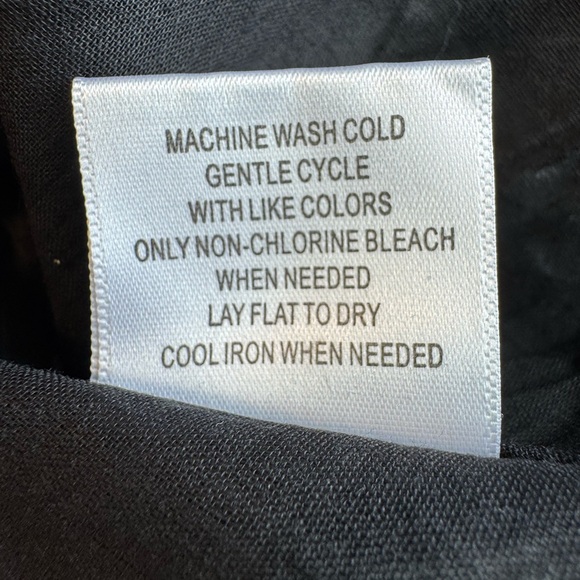 MACHINE WASH COLD
GENTLE CYCLE
WITH LIKE COLORS
ONLY NON-CHLORINE BLEACH
WHEN NEEDED
LAY FLAT TO DRY
COOL IRON WHEN NEEDED